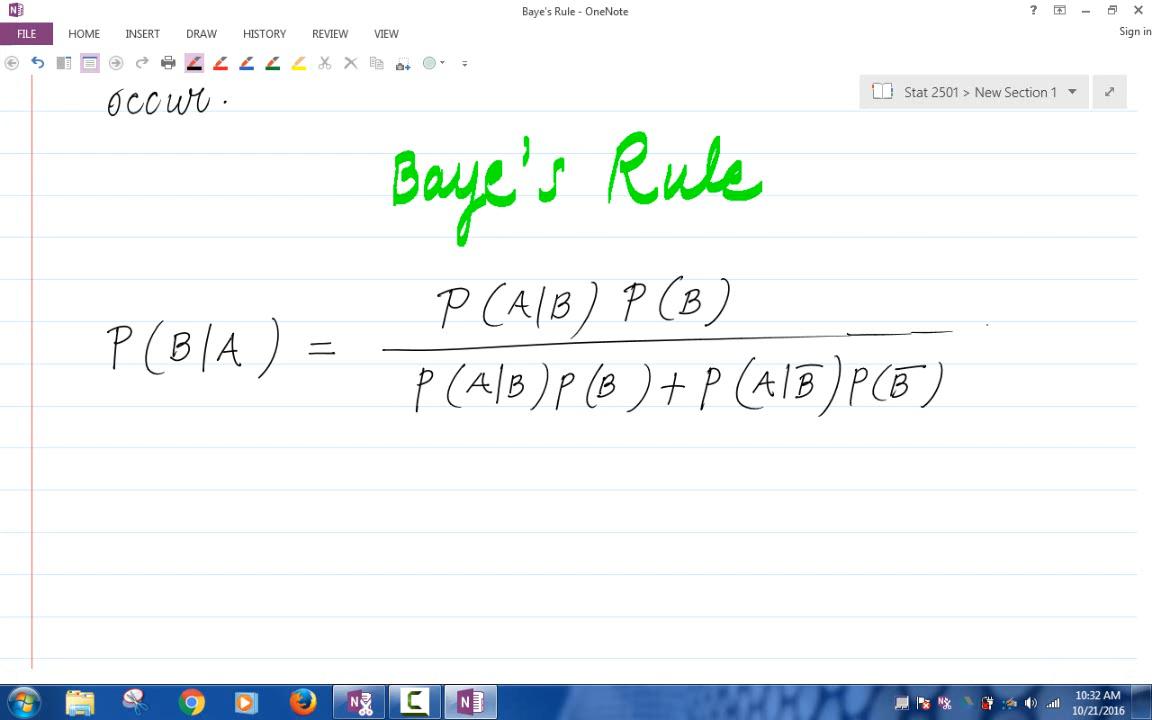 Baye's Rule - OneNote
?
FILE HOME INSERT DRAW HISTORY REVIEW VIEW
Sign in
Stat 2501 > New Section 1
occur.
Baye's Rule
P(A|B) P(B)
P(B|A) =
P(A|B)P(B)+P(A|B̅)P(B̅)
10:32 AM
10/21/2016